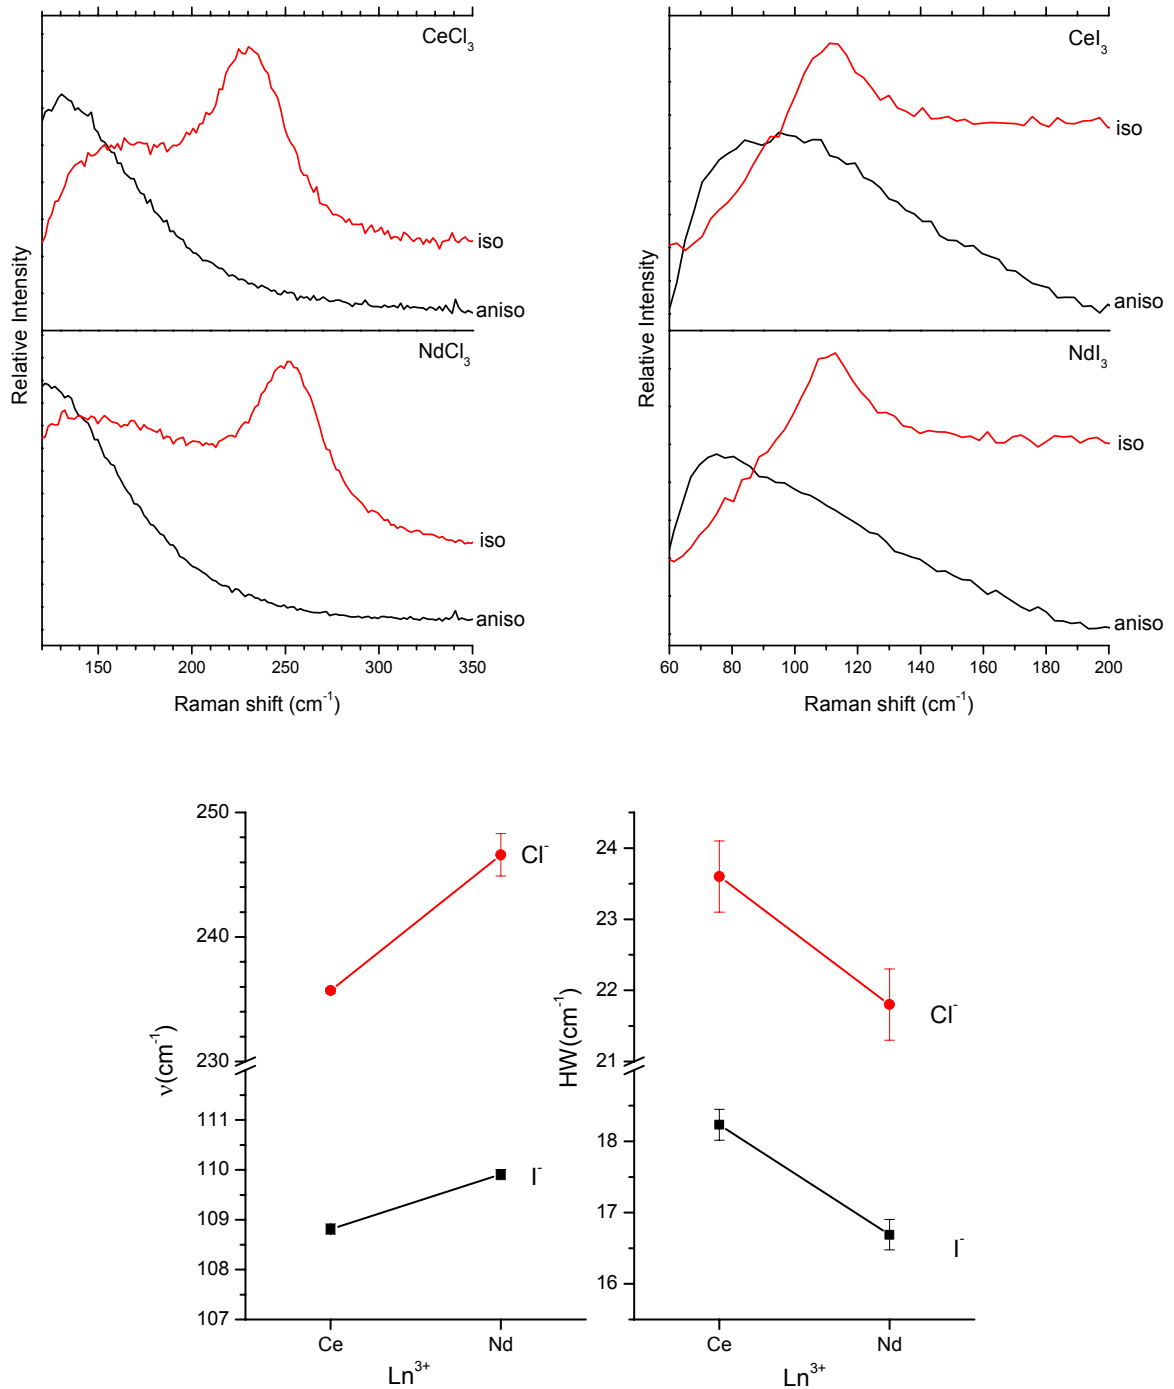 CeCl3
iso
aniso
NdCl3
iso
aniso
Relative Intensity
150 200 250 300 350
Raman shift (cm-1)
CeI3
iso
aniso
NdI3
iso
aniso
Relative Intensity
60 80 100 120 140 160 180 200
Raman shift (cm-1)
250
240
230
111
110
109
108
107
ν(cm-1)
Cl-
I-
Ce Nd
Ln3+
24
23
22
21
18
17
16
HW(cm-1)
Cl-
I-
Ce Nd
Ln3+